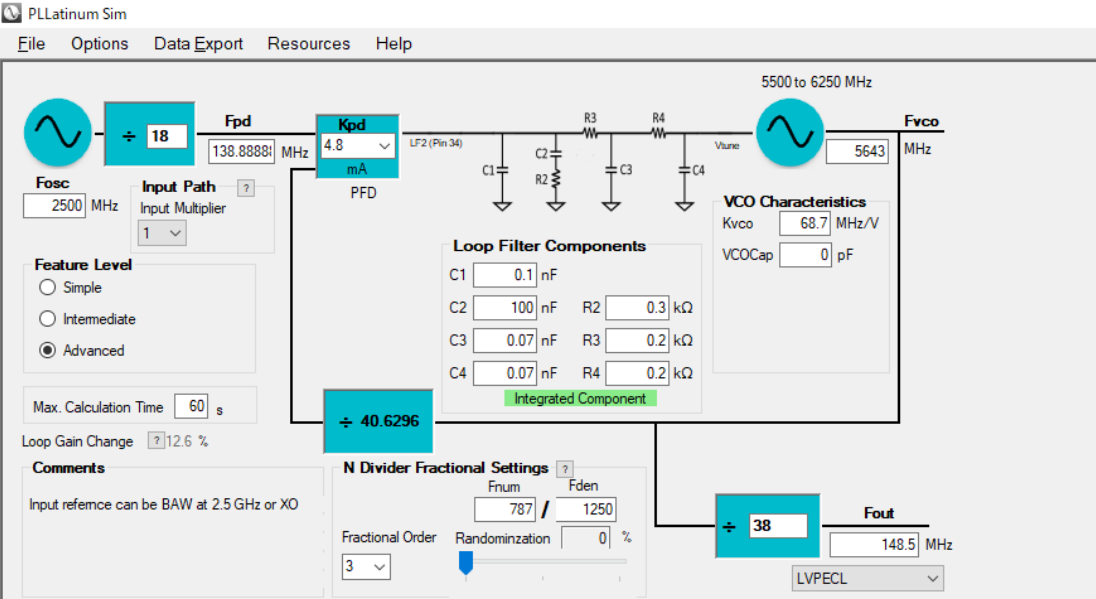 PLLatinum Sim
File Options Data Export Resources Help
5500 to 6250 MHz
÷ 18
Fpd
138.8888
MHz
Kpd
4.8
mA
PFD
LF2 (Pin 34)
R3
R4
C1
C2
R2
C3
C4
Vtune
Fvco
5643 MHz
Fosc
2500 MHz
Input Path ?
Input Multiplier
1
VCO Characteristics
Kvco 68.7 MHz/V
VCOCap 0 pF
Feature Level
Simple
Intermediate
Advanced
Loop Filter Components
C1 0.1 nF
C2 100 nF R2 0.3 kΩ
C3 0.07 nF R3 0.2 kΩ
C4 0.07 nF R4 0.2 kΩ
Integrated Component
Max. Calculation Time 60 s
÷ 40.6296
Loop Gain Change ? 12.6 %
Comments
Input refernce can be BAW at 2.5 GHz or XO
N Divider Fractional Settings ?
Fnum Fden
787 / 1250
Fractional Order Randominzation 0 %
3
÷ 38
Fout
148.5 MHz
LVPECL